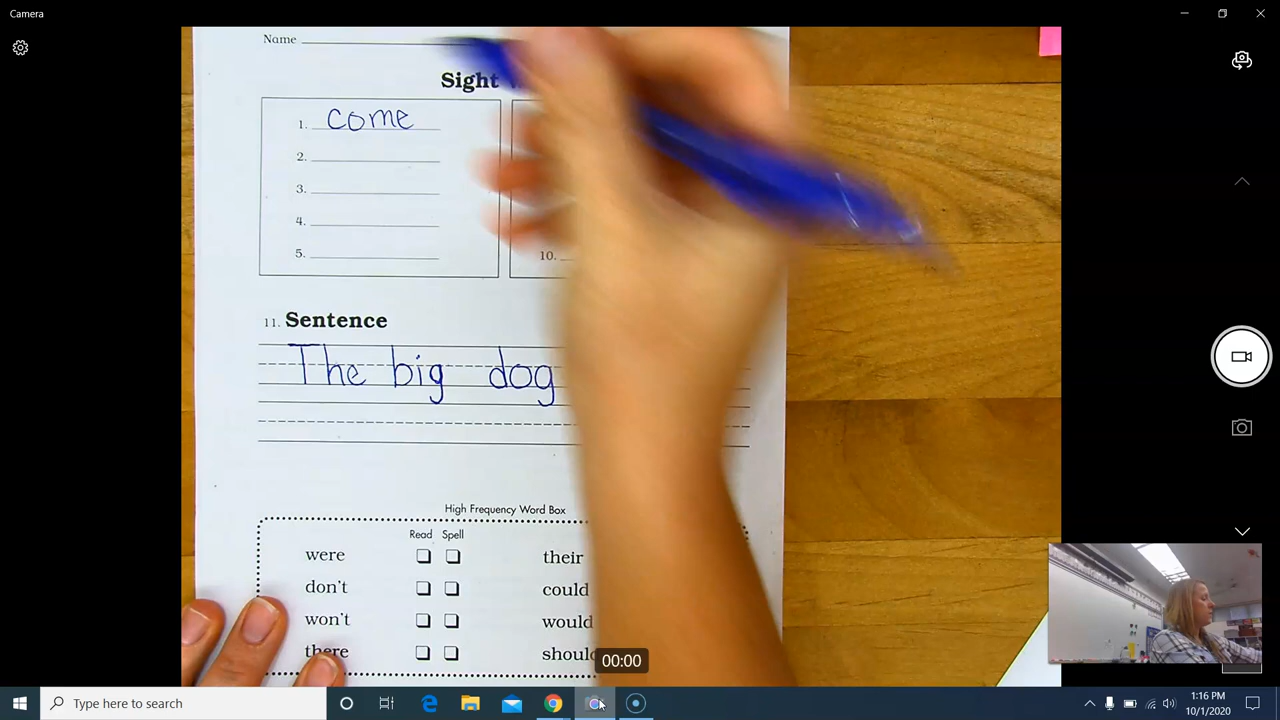 Camera
Name
Sight
1. come
2.
3.
4.
5.
10.
11. Sentence
The big dog
High Frequency Word Box
Read Spell
were their
don't could
won't would
there
00:00
Type here to search
1:16 PM
10/1/2020